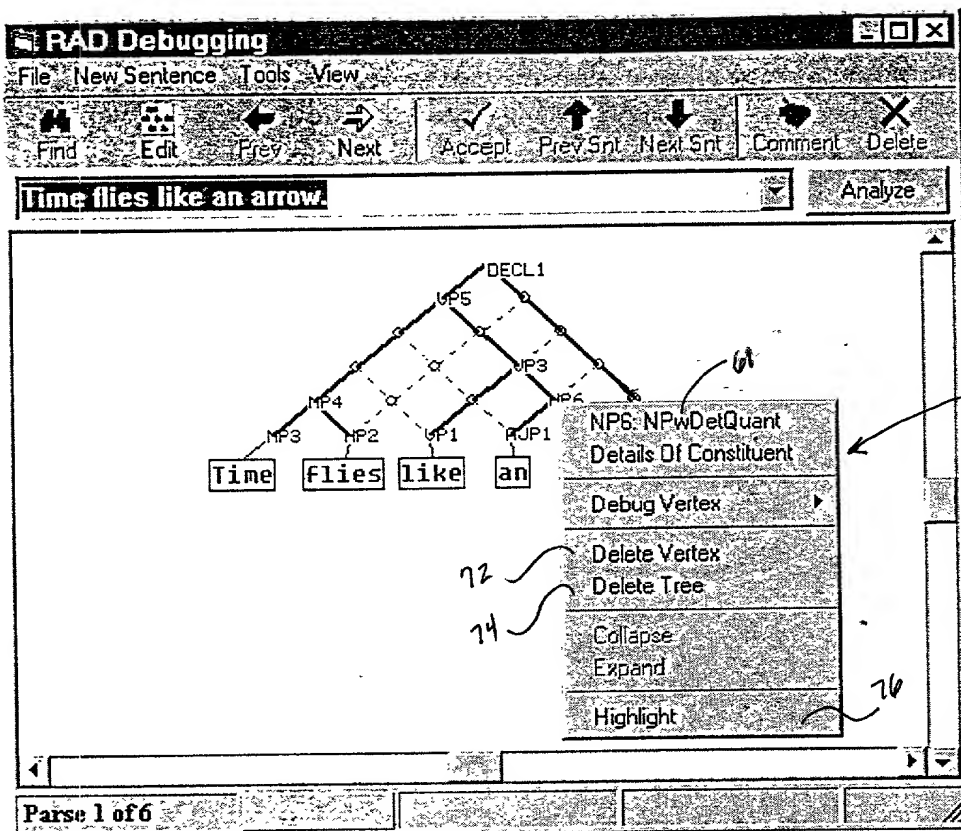 RAD Debugging
File New Sentence Tools View
Find Edit Prev Next Accept Prev Snt Next Snt Comment Delete
Time flies like an arrow. Analyze
DECL1
VP5
VP3
NP4 NP6
NP3 NP2 VP1 AJP1
Time flies like an
61
NP6: NPwDetQuant
Details Of Constituent
Debug Vertex
72 Delete Vertex
74 Delete Tree
Collapse
Expand
76
Highlight
Parse 1 of 6